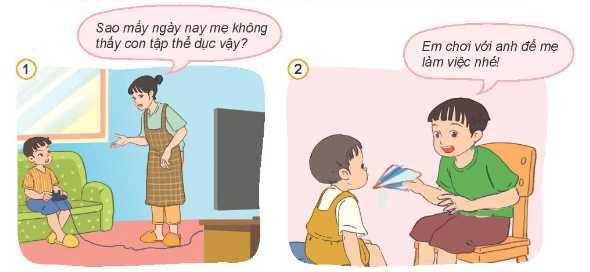 Sao mấy ngày nay mẹ không
thấy con tập thể dục vậy?
1
Em chơi với anh để mẹ
làm việc nhé!
2